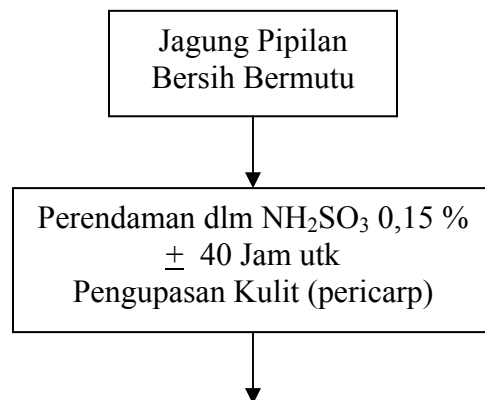 Jagung Pipilan
Bersih Bermutu
Perendaman dlm NH₂SO₃ 0,15 %
± 40 Jam utk
Pengupasan Kulit (pericarp)